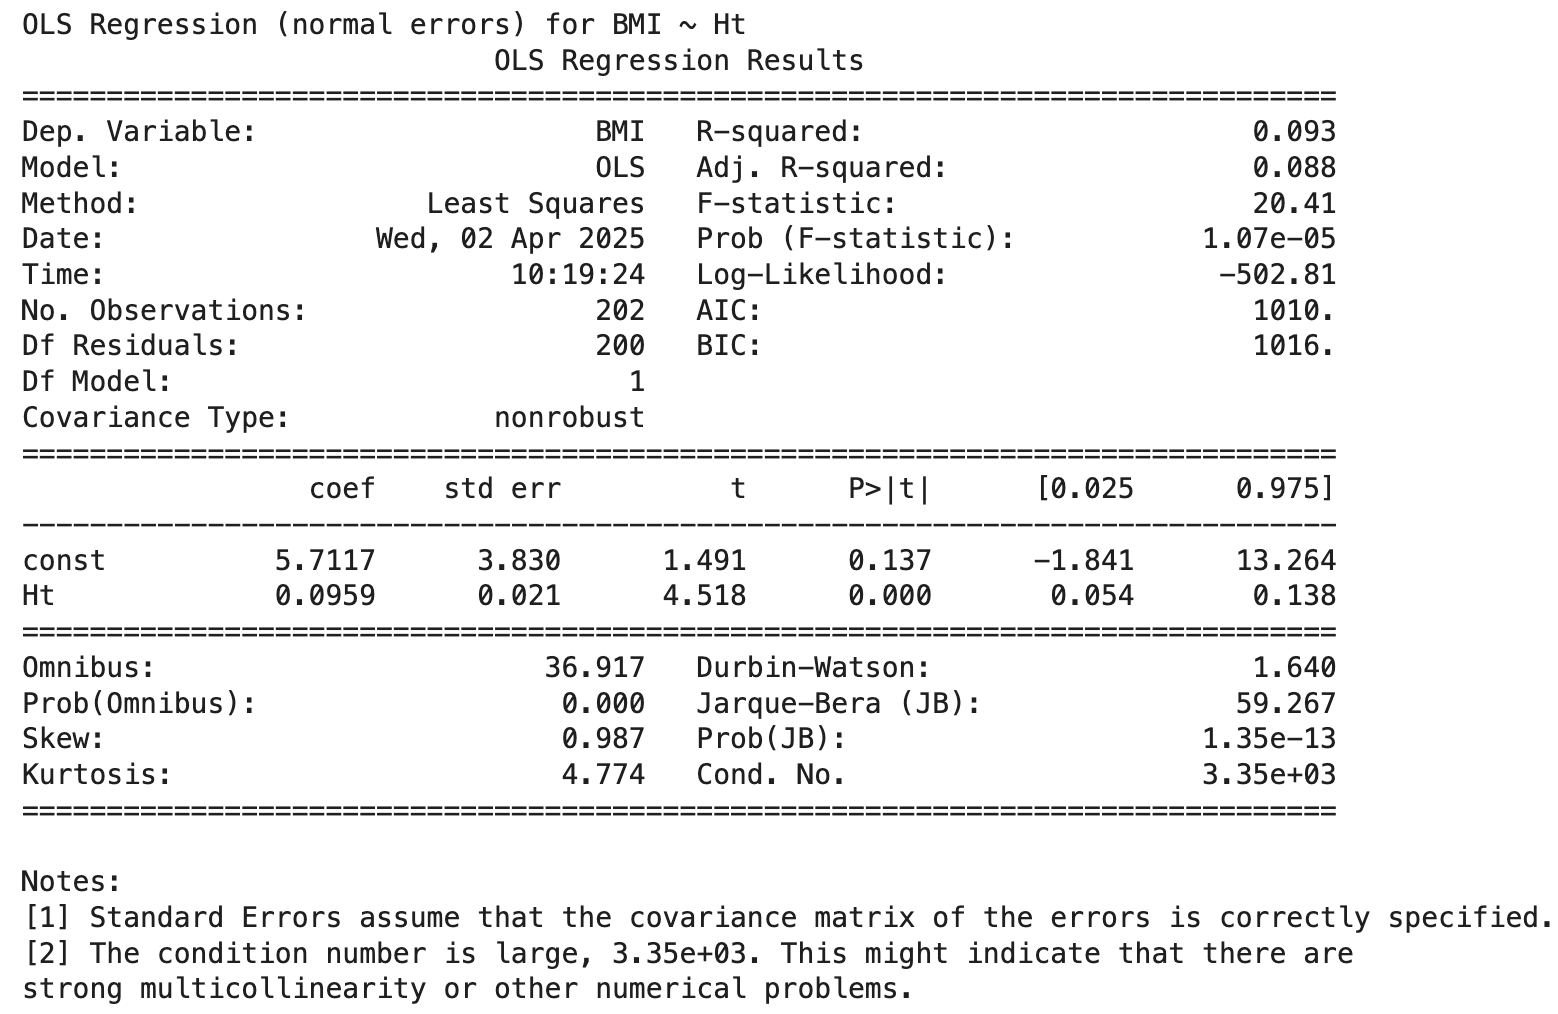 OLS Regression (normal errors) for BMI ~ Ht
                            OLS Regression Results
==============================================================================
Dep. Variable:                    BMI   R-squared:                       0.093
Model:                            OLS   Adj. R-squared:                  0.088
Method:                 Least Squares   F-statistic:                     20.41
Date:                Wed, 02 Apr 2025   Prob (F-statistic):           1.07e-05
Time:                        10:19:24   Log-Likelihood:                -502.81
No. Observations:                 202   AIC:                             1010.
Df Residuals:                     200   BIC:                             1016.
Df Model:                           1
Covariance Type:            nonrobust
==============================================================================
                 coef    std err          t      P>|t|      [0.025      0.975]
------------------------------------------------------------------------------
const          5.7117      3.830      1.491      0.137      -1.841      13.264
Ht             0.0959      0.021      4.518      0.000       0.054       0.138
==============================================================================
Omnibus:                       36.917   Durbin-Watson:                   1.640
Prob(Omnibus):                  0.000   Jarque-Bera (JB):               59.267
Skew:                           0.987   Prob(JB):                     1.35e-13
Kurtosis:                       4.774   Cond. No.                     3.35e+03
==============================================================================

Notes:
[1] Standard Errors assume that the covariance matrix of the errors is correctly specified.
[2] The condition number is large, 3.35e+03. This might indicate that there are
strong multicollinearity or other numerical problems.